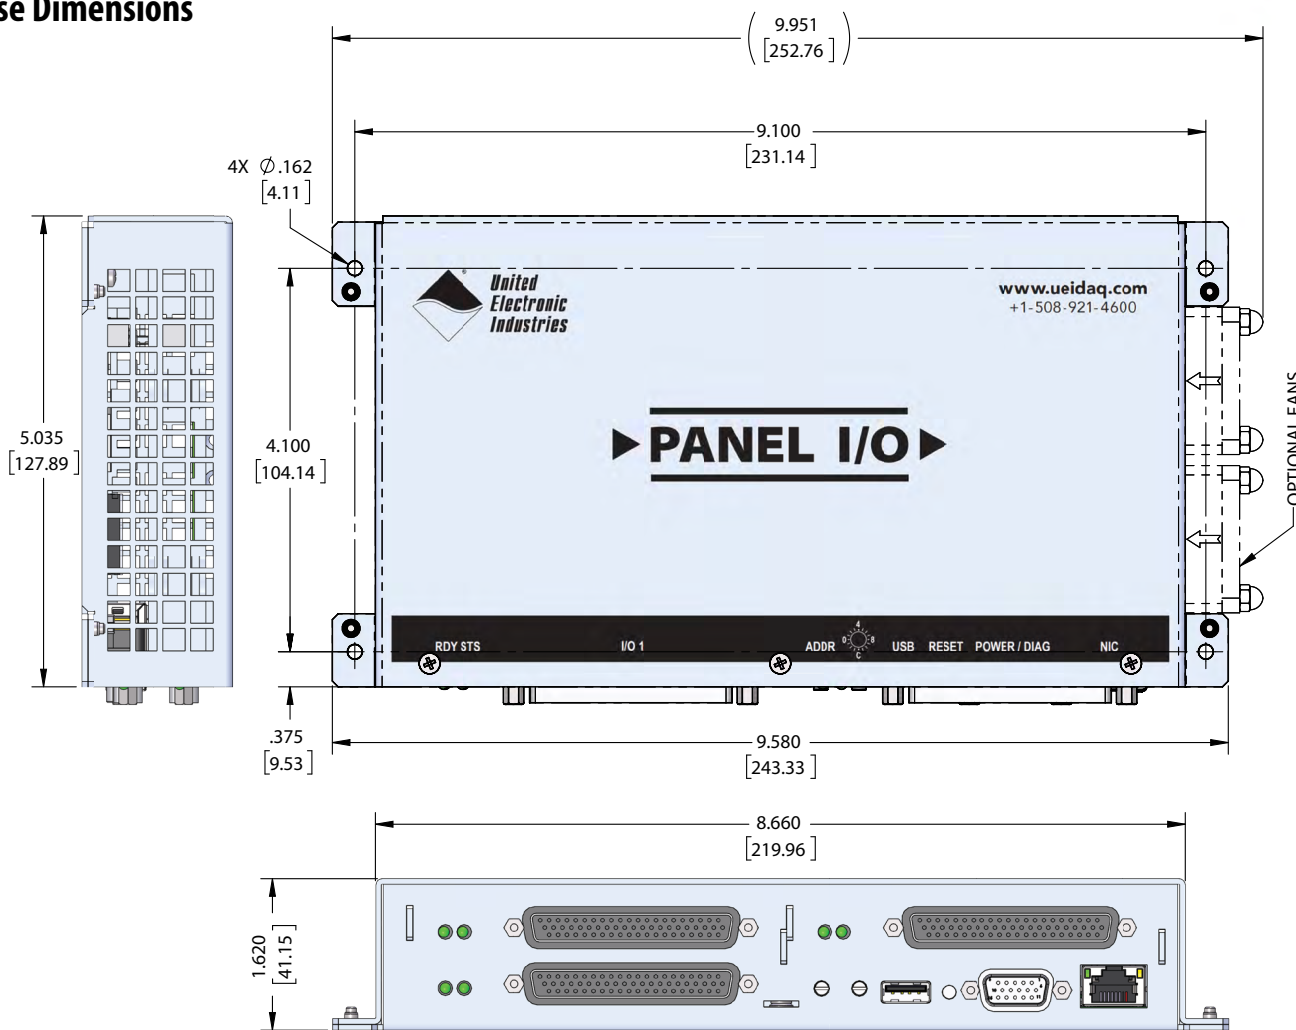 se Dimensions
9.951
[252.76]
9.100
[231.14]
4X Ø.162
[4.11]
United
Electronic
Industries
www.ueidaq.com
+1-508-921-4600
5.035
[127.89]
4.100
[104.14]
PANEL I/O
OPTIONAL FANS
RDY STS
I/O 1
ADDR
0
4
8
C
USB
RESET
POWER / DIAG
NIC
.375
[9.53]
9.580
[243.33]
8.660
[219.96]
1.620
[41.15]